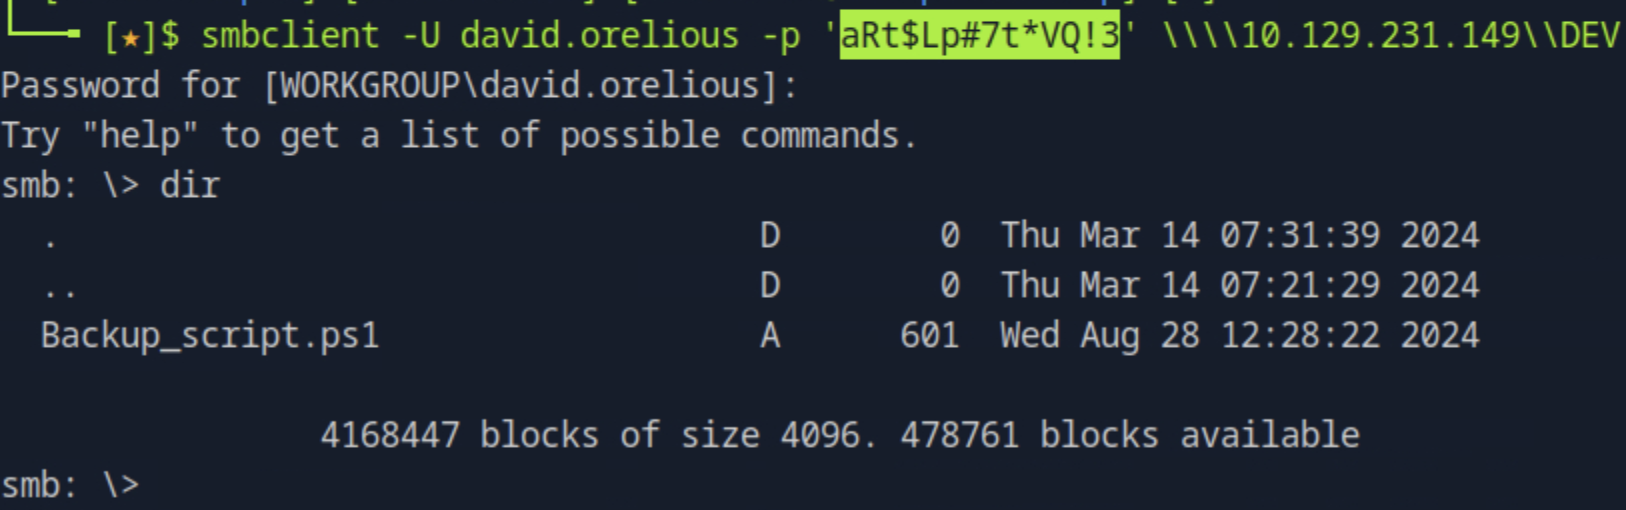 [★]$ smbclient -U david.orelious -p 'aRt$Lp#7t*VQ!3' \\\\10.129.231.149\\DEV
Password for [WORKGROUP\david.orelious]:
Try "help" to get a list of possible commands.
smb: \> dir
. D 0 Thu Mar 14 07:31:39 2024
.. D 0 Thu Mar 14 07:21:29 2024
Backup_script.ps1 A 601 Wed Aug 28 12:28:22 2024
4168447 blocks of size 4096. 478761 blocks available
smb: \>